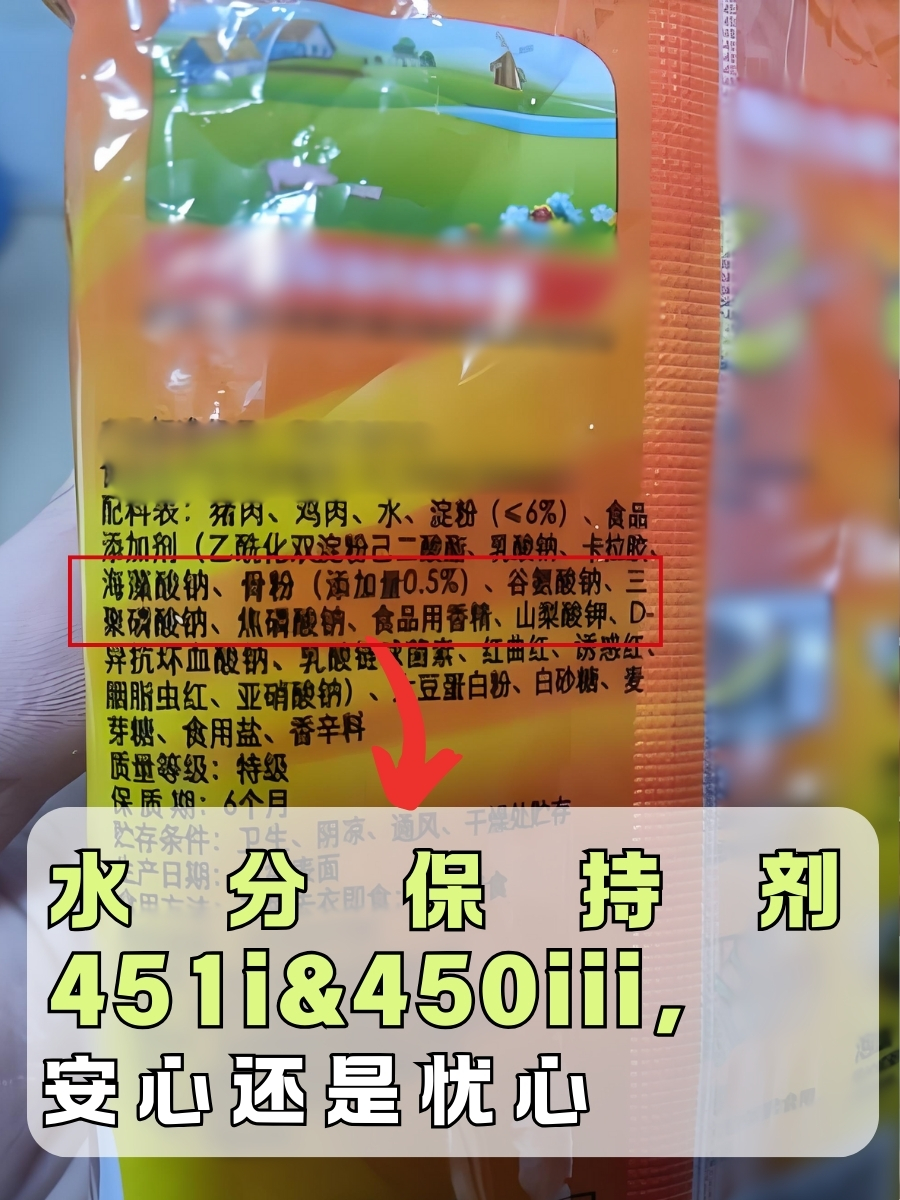 配料表：猪肉、鸡肉、水、淀粉（≤6%）、食品
添加剂（乙酰化双淀粉己二酸酯、乳酸钠、卡拉胶、
海藻酸钠、骨粉（添加量0.5%）、谷氨酸钠、三
聚磷酸钠、焦磷酸钠、食品用香精、山梨酸钾、D-
异抗坏血酸钠、乳酸链球菌素、红曲红、诱惑红、
胭脂虫红、亚硝酸钠）、大豆蛋白粉、白砂糖、麦
芽糖、食用盐、香辛料
质量等级：特级
保质期：6个月
贮存条件：卫生、阴凉、通风、干燥处贮存
生产日期：
水分保持剂
451i&450iii,
安心还是忧心